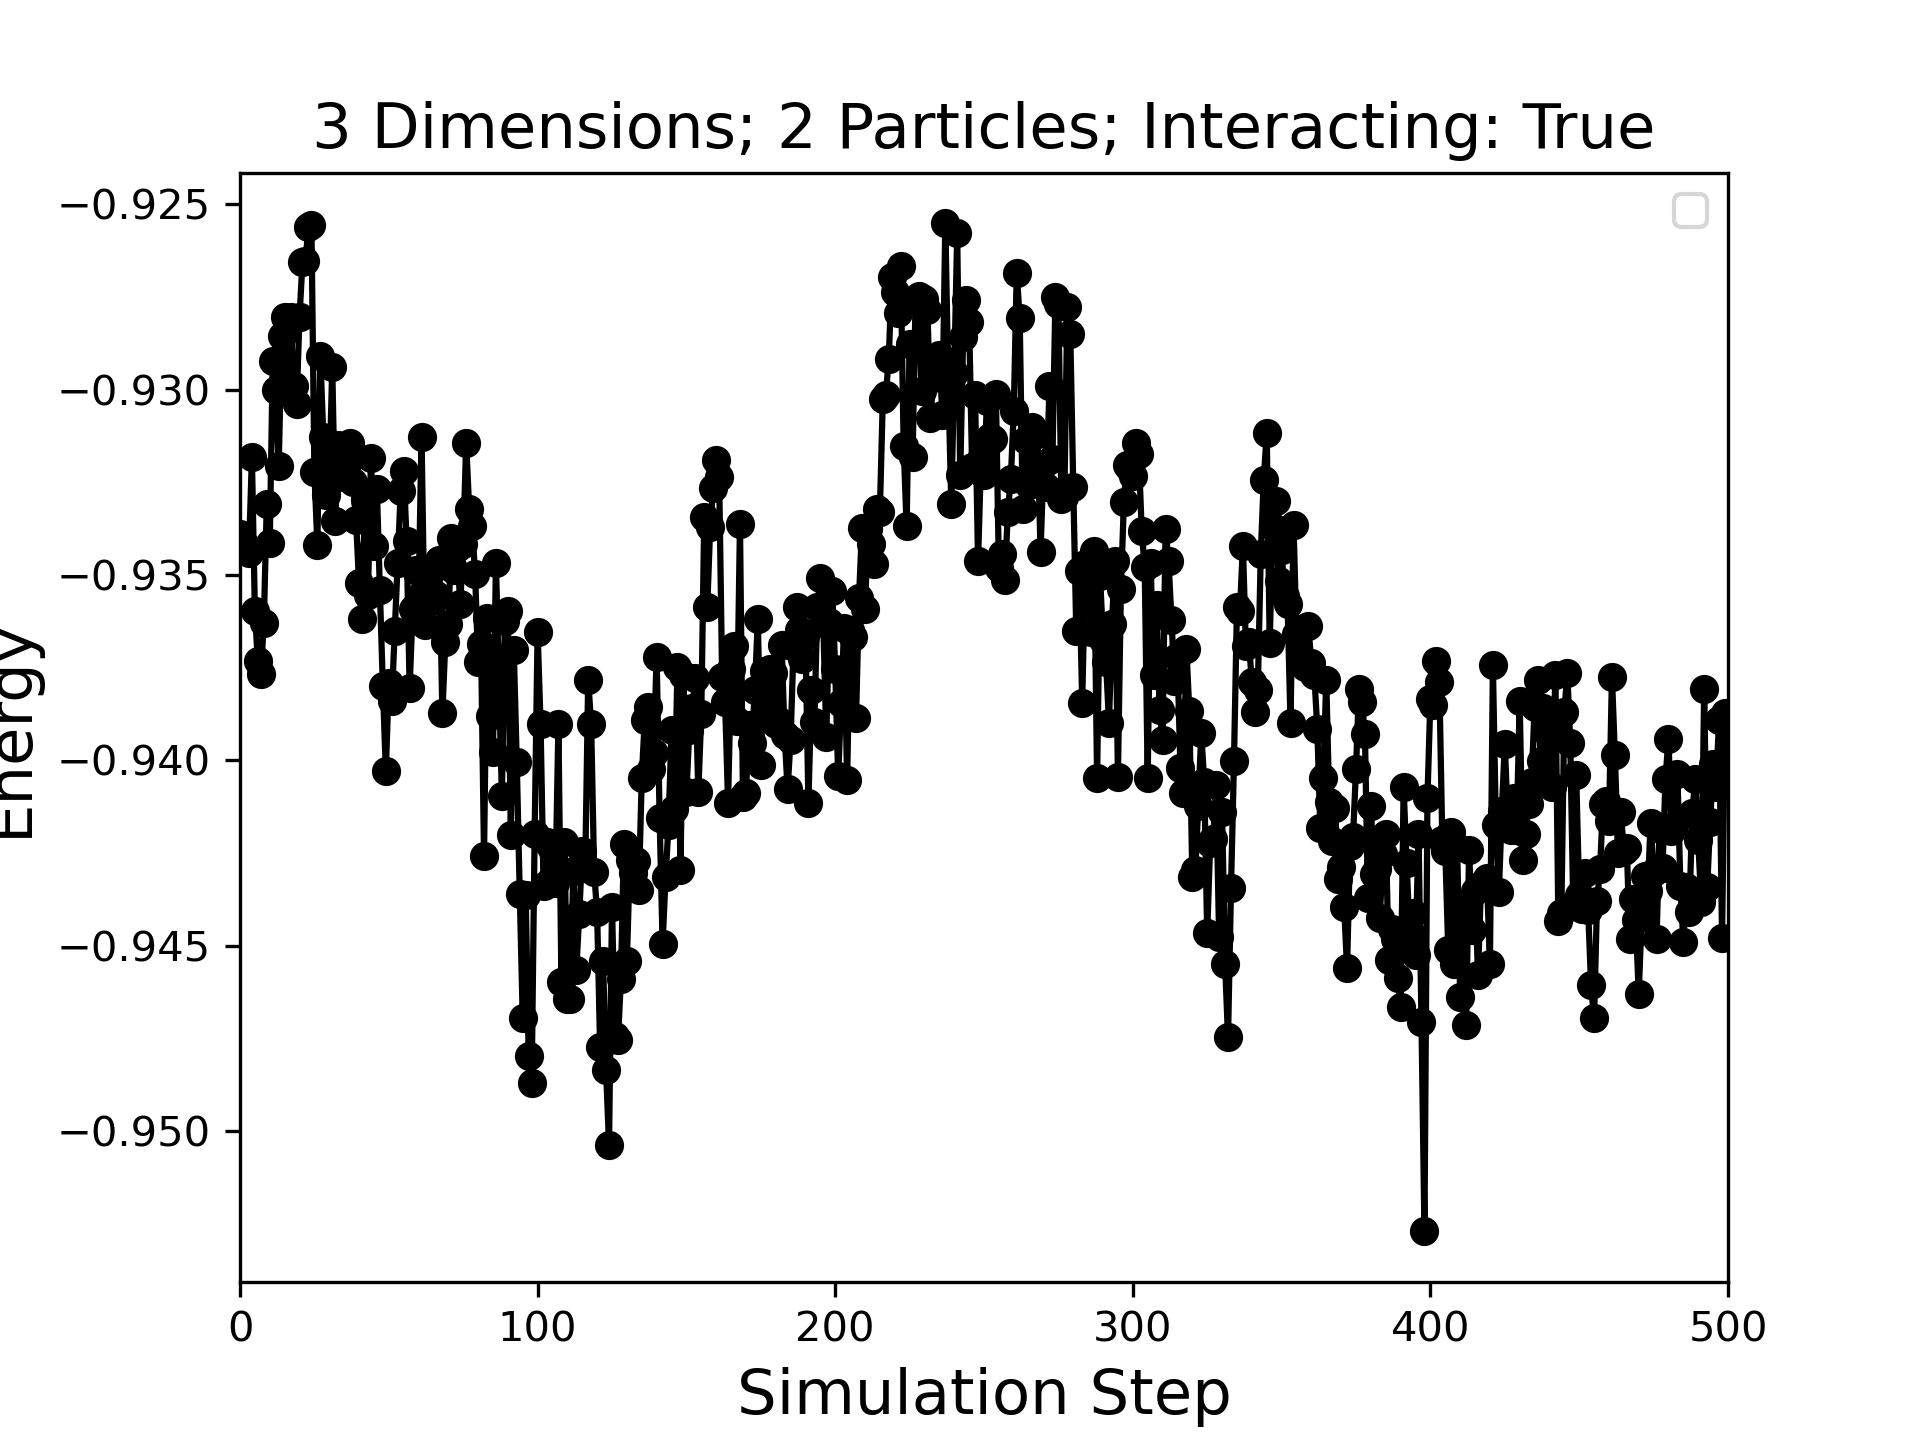 3 Dimensions; 2 Particles; Interacting: True
−0.925
−0.930
−0.935
−0.940
−0.945
−0.950
Energy
0 100 200 300 400 500
Simulation Step